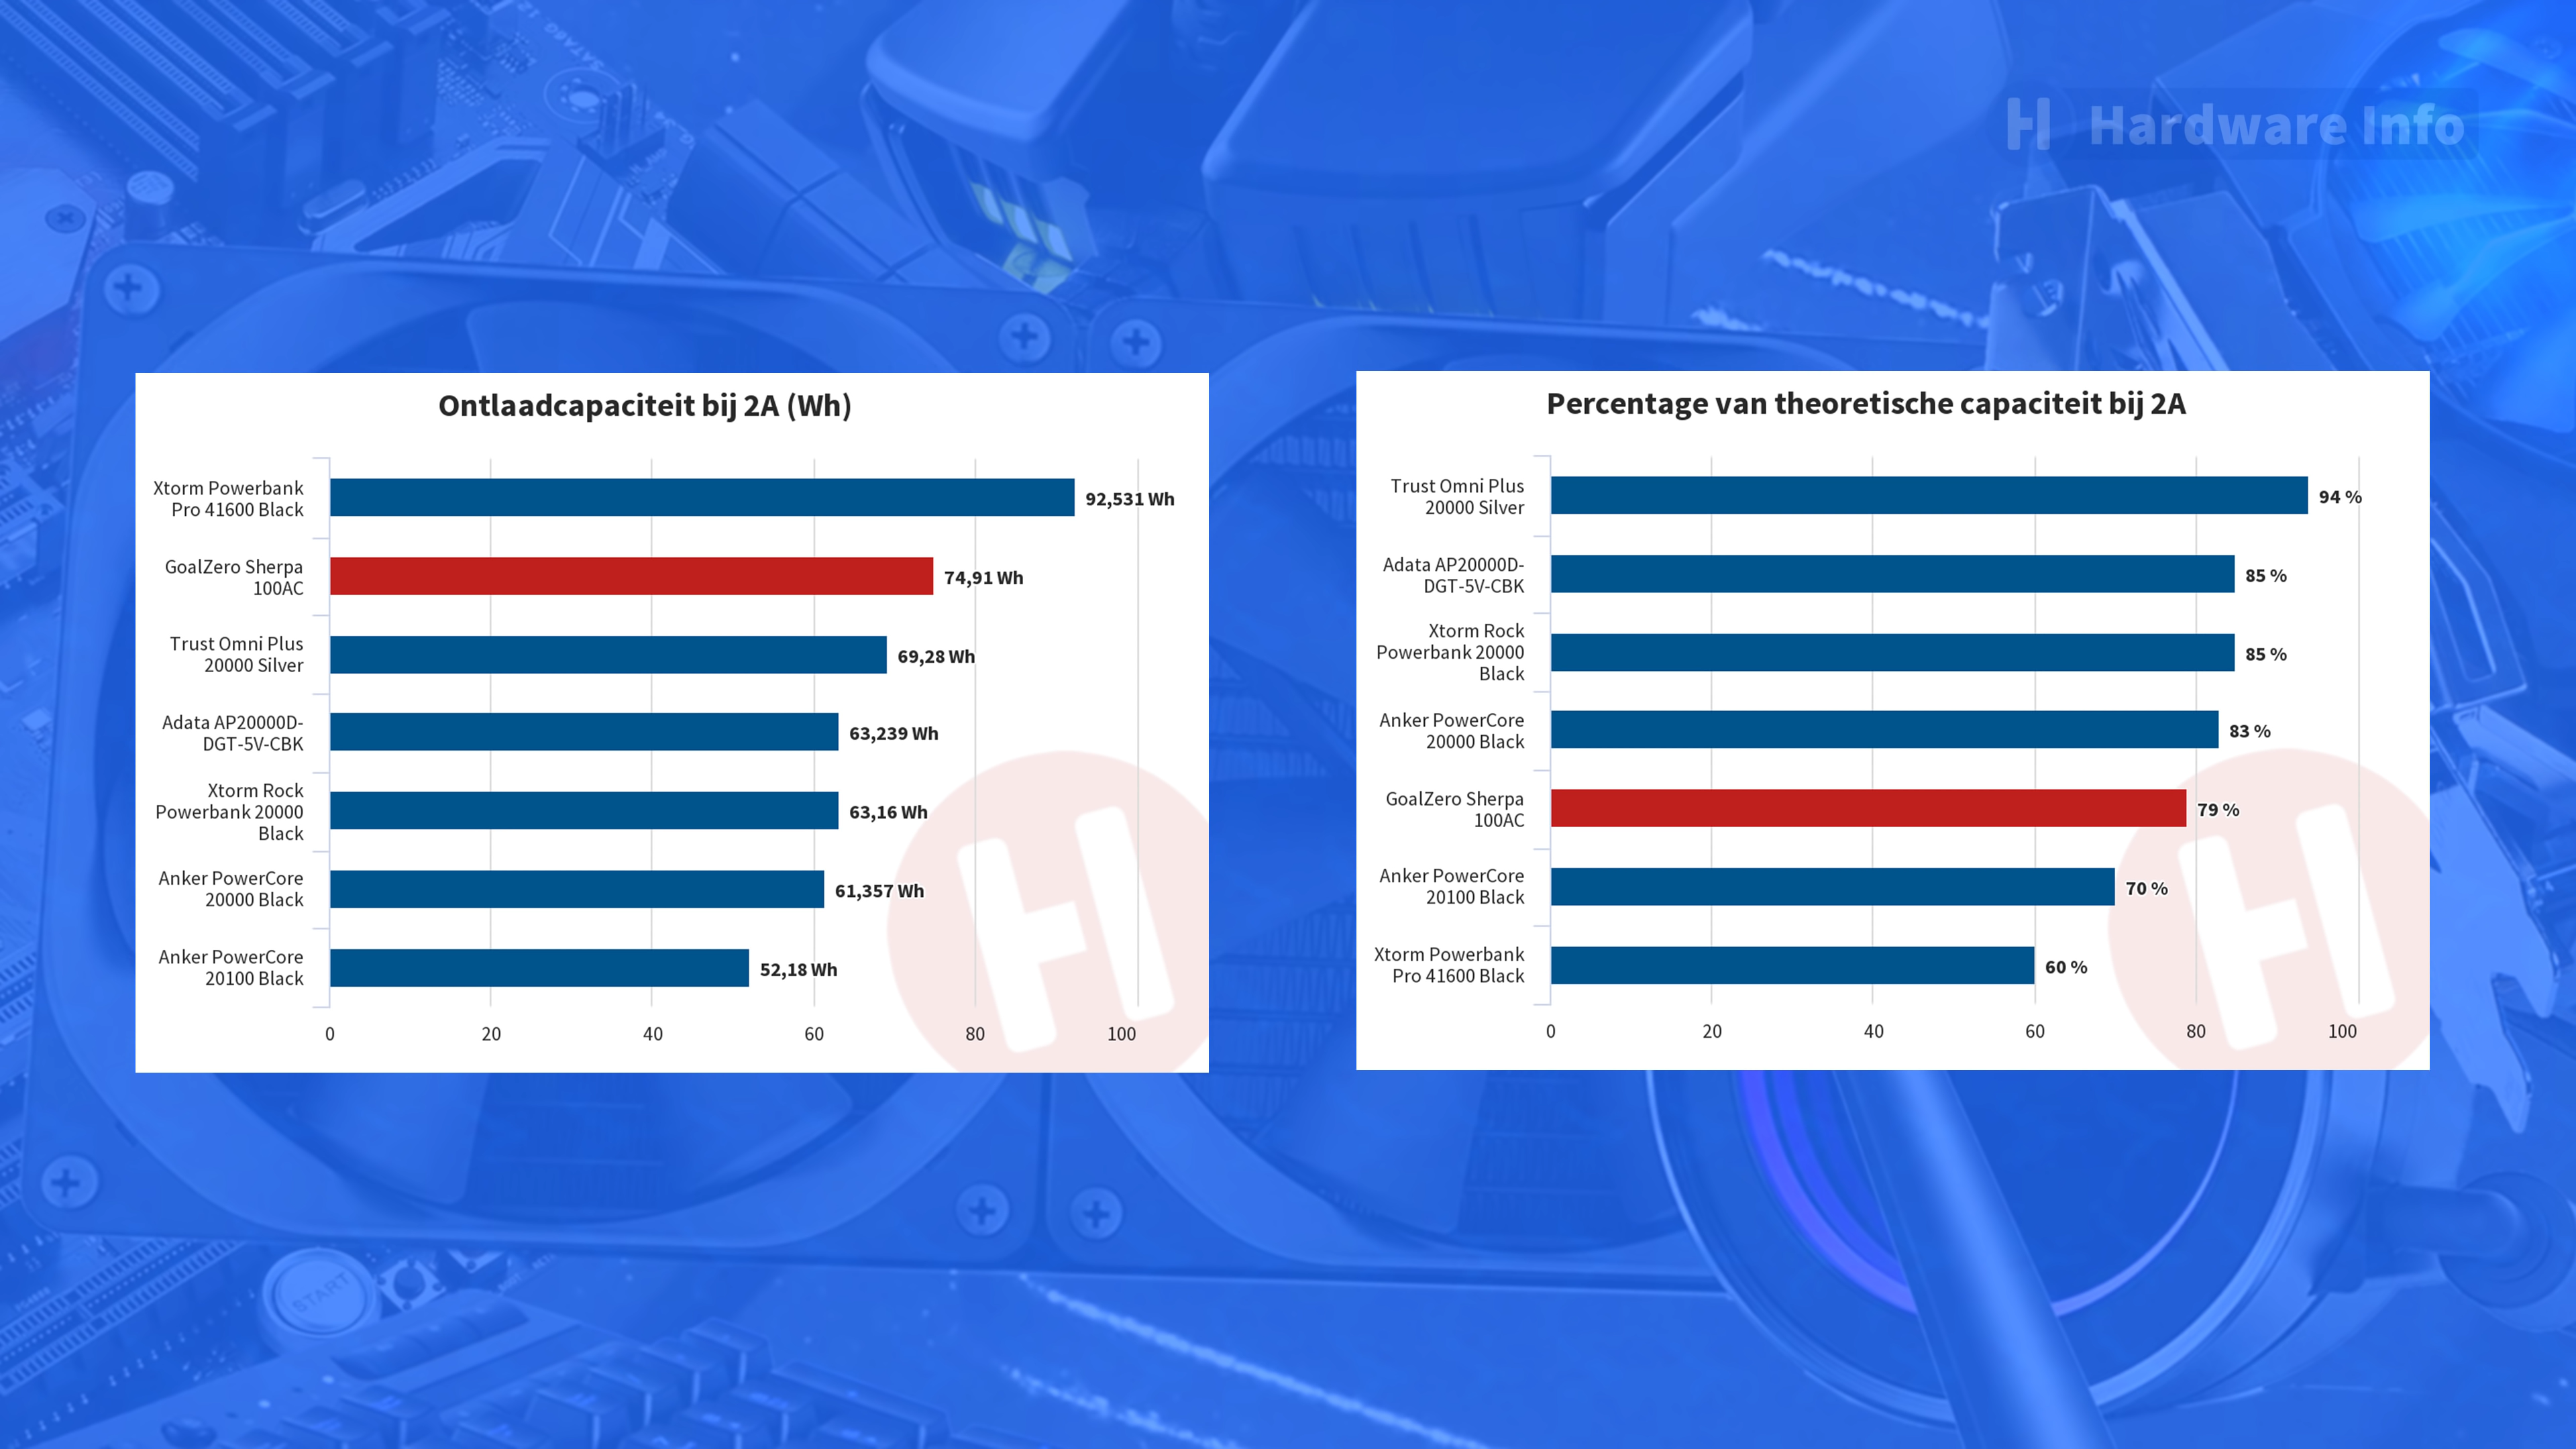 Hardware Info
Ontlaadcapaciteit bij 2A (Wh)
Xtorm Powerbank
Pro 41600 Black
92,531 Wh
GoalZero Sherpa
100AC
74,91 Wh
Trust Omni Plus
20000 Silver
69,28 Wh
Adata AP20000D-
DGT-5V-CBK
63,239 Wh
Xtorm Rock
Powerbank 20000
Black
63,16 Wh
Anker PowerCore
20000 Black
61,357 Wh
Anker PowerCore
20100 Black
52,18 Wh
0 20 40 60 80 100
Percentage van theoretische capaciteit bij 2A
Trust Omni Plus
20000 Silver
94 %
Adata AP20000D-
DGT-5V-CBK
85 %
Xtorm Rock
Powerbank 20000
Black
85 %
Anker PowerCore
20000 Black
83 %
GoalZero Sherpa
100AC
79 %
Anker PowerCore
20100 Black
70 %
Xtorm Powerbank
Pro 41600 Black
60 %
0 20 40 60 80 100
START